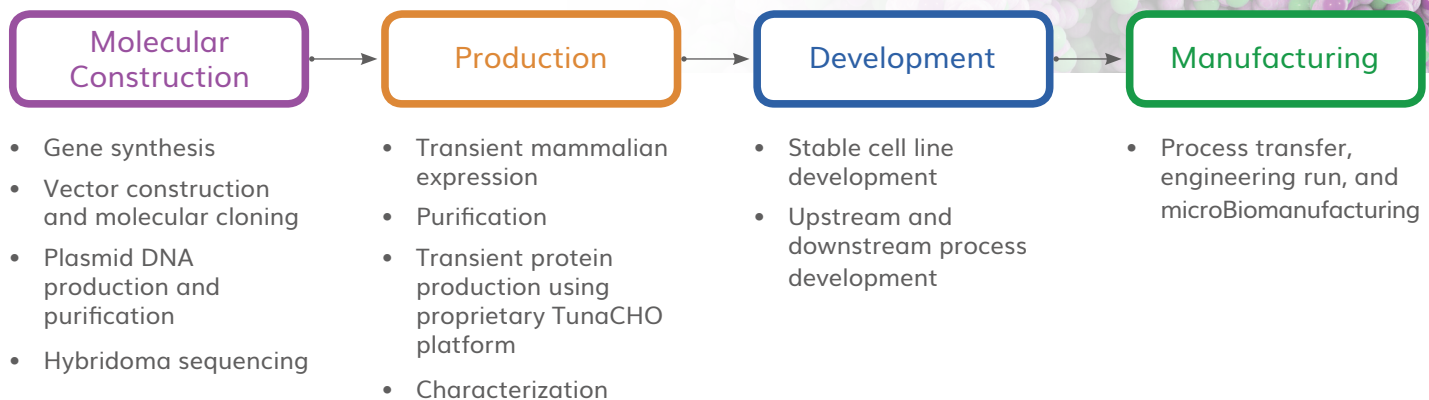 Molecular
Construction
Production
Development
Manufacturing
• Gene synthesis
• Vector construction
and molecular cloning
• Plasmid DNA
production and
purification
• Hybridoma sequencing
• Transient mammalian
expression
• Purification
• Transient protein
production using
proprietary TunaCHO
platform
• Characterization
• Stable cell line
development
• Upstream and
downstream process
development
• Process transfer,
engineering run, and
microBiomanufacturing